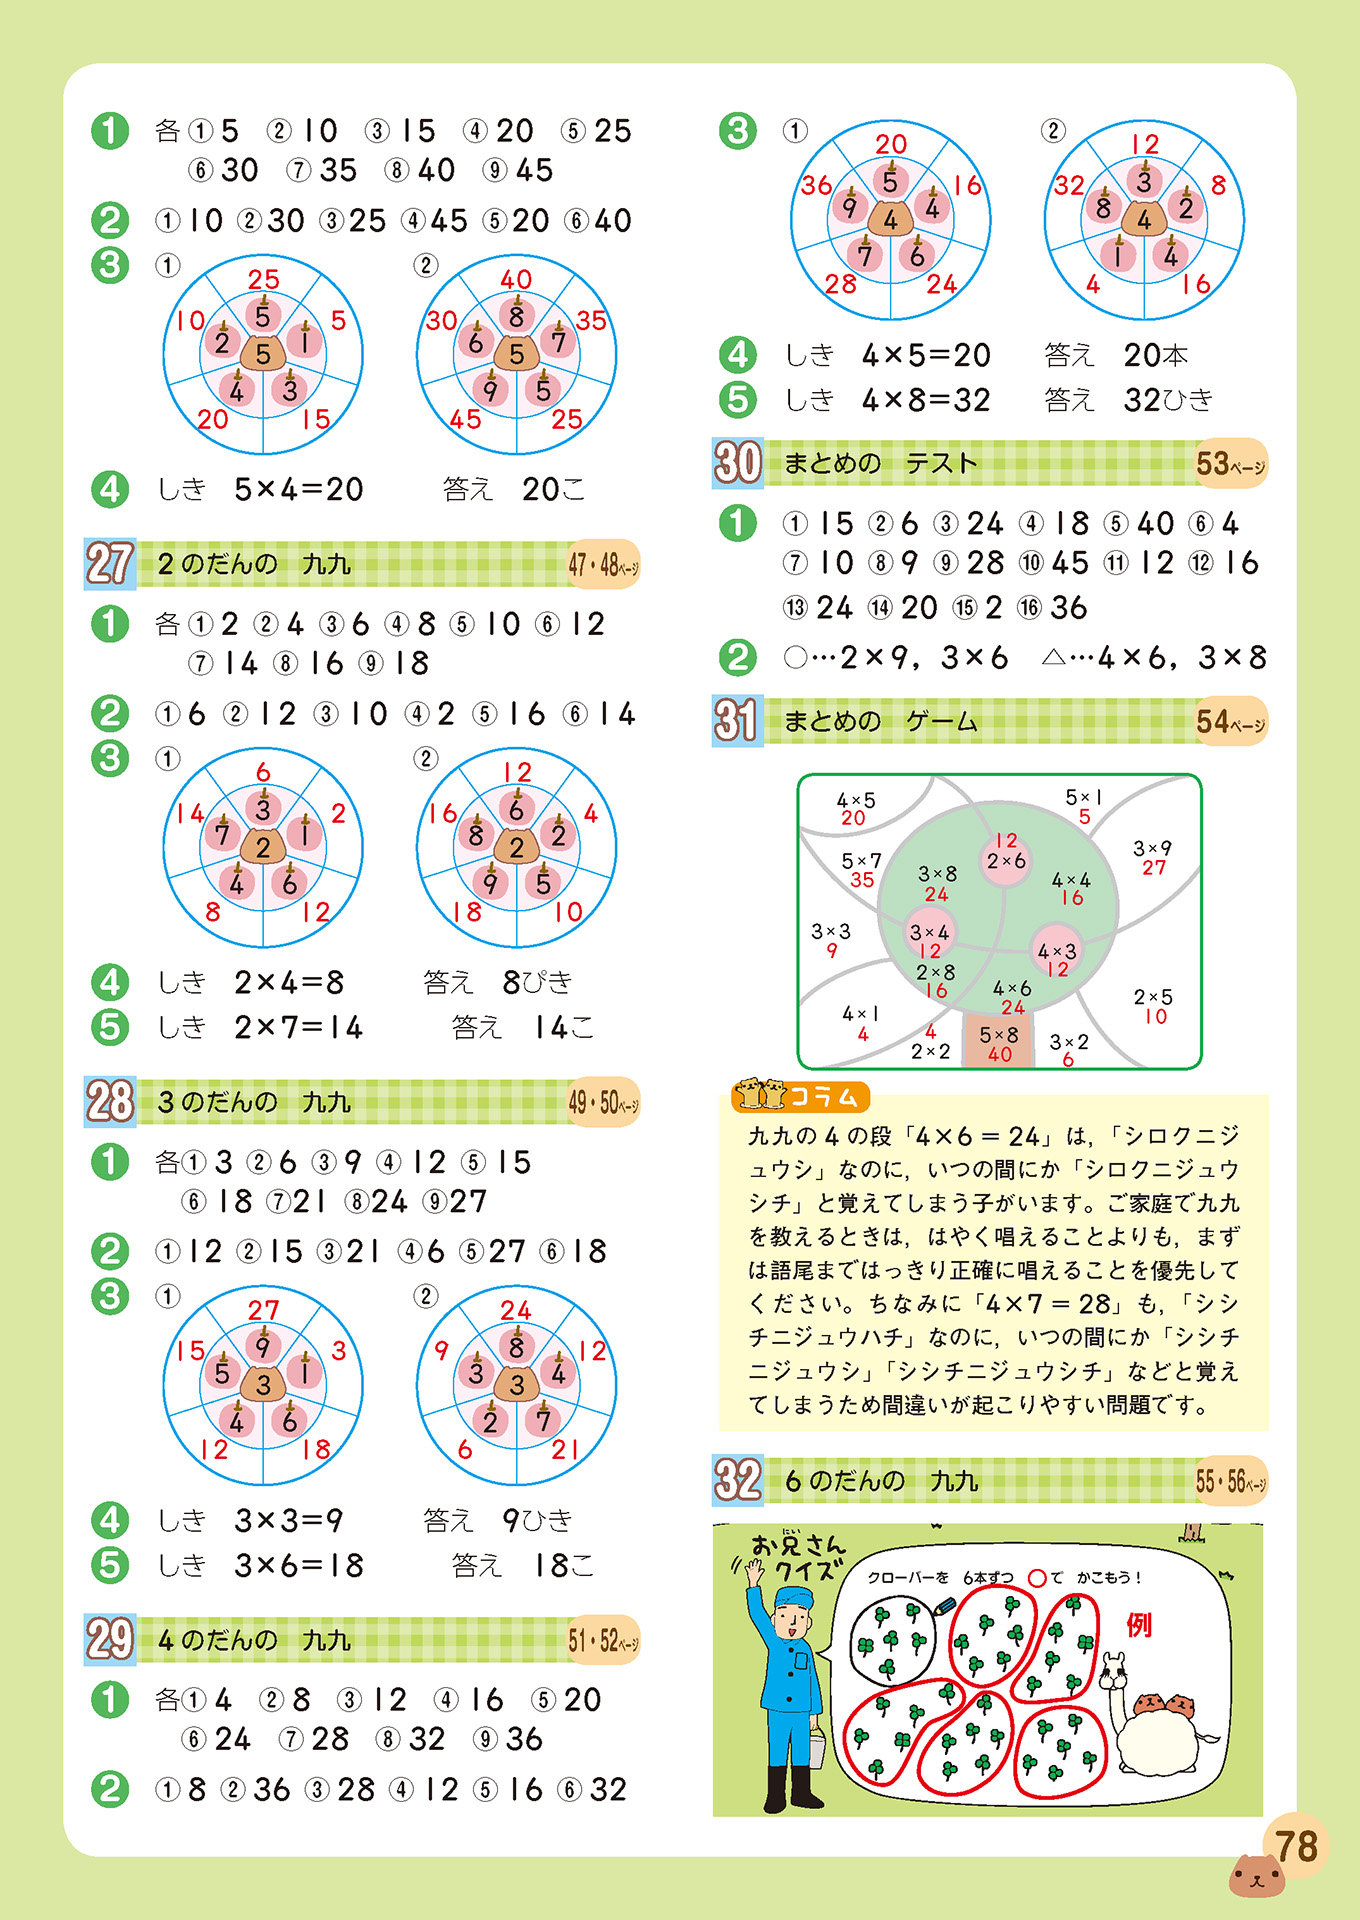 1 各①5 ②10 ③15 ④20 ⑤25
⑥30 ⑦35 ⑧40 ⑨45
2 ①10 ②30 ③25 ④45 ⑤20 ⑥40
3 ① ②
25
10 5
5
2 1
5
4 3
20 15
40
30 35
8
6 7
5
9 5
45 25
4 しき 5×4=20 答え 20こ
27 2のだんの 九九 47・48ページ
1 各①2 ②4 ③6 ④8 ⑤10 ⑥12
⑦14 ⑧16 ⑨18
2 ①6 ②12 ③10 ④2 ⑤16 ⑥14
3 ① ②
6
14 2
3
7 1
2
4 6
8 12
12
16 4
6
8 2
2
9 5
18 10
4 しき 2×4=8 答え 8ぴき
5 しき 2×7=14 答え 14こ
28 3のだんの 九九 49・50ページ
1 各①3 ②6 ③9 ④12 ⑤15
⑥18 ⑦21 ⑧24 ⑨27
2 ①12 ②15 ③21 ④6 ⑤27 ⑥18
3 ① ②
27
15 3
9
5 1
3
4 6
12 18
24
9 12
8
3 4
3
2 7
6 21
4 しき 3×3=9 答え 9ひき
5 しき 3×6=18 答え 18こ
29 4のだんの 九九 51・52ページ
1 各①4 ②8 ③12 ④16 ⑤20
⑥24 ⑦28 ⑧32 ⑨36
2 ①8 ②36 ③28 ④12 ⑤16 ⑥32
3 ① ②
20
36 16
5
9 4
4
7 6
28 24
12
32 8
3
8 2
4
1 4
4 16
4 しき 4×5=20 答え 20本
5 しき 4×8=32 答え 32ひき
30 まとめの テスト 53ページ
1 ①15 ②6 ③24 ④18 ⑤40 ⑥4
⑦10 ⑧9 ⑨28 ⑩45 ⑪12 ⑫16
⑬24 ⑭20 ⑮2 ⑯36
2 ○…2×9, 3×6 △…4×6, 3×8
31 まとめの ゲーム 54ページ
4×5
20
5×1
5
12
2×6
3×9
27
5×7
35
3×8
24
4×4
16
3×3
9
3×4
12
4×3
12
2×8
16
4×6
24
2×5
10
4×1
4
4
2×2
5×8
40
3×2
6
コラム
九九の4の段「4×6=24」は,「シロクニジ
ュウシ」なのに,いつの間にか「シロクニジュウ
シチ」と覚えてしまう子がいます。ご家庭で九九
を教えるときは,はやく唱えることよりも,まず
は語尾まではっきり正確に唱えることを優先して
ください。ちなみに「4×7=28」も,「シシ
チニジュウハチ」なのに,いつの間にか「シシチ
ニジュウシ」「シシチニジュウシチ」などと覚え
てしまうため間違いが起こりやすい問題です。
32 6のだんの 九九 55・56ページ
お兄さん
にい
クイズ
クローバーを 6本ずつ ○で かこもう!
例
78